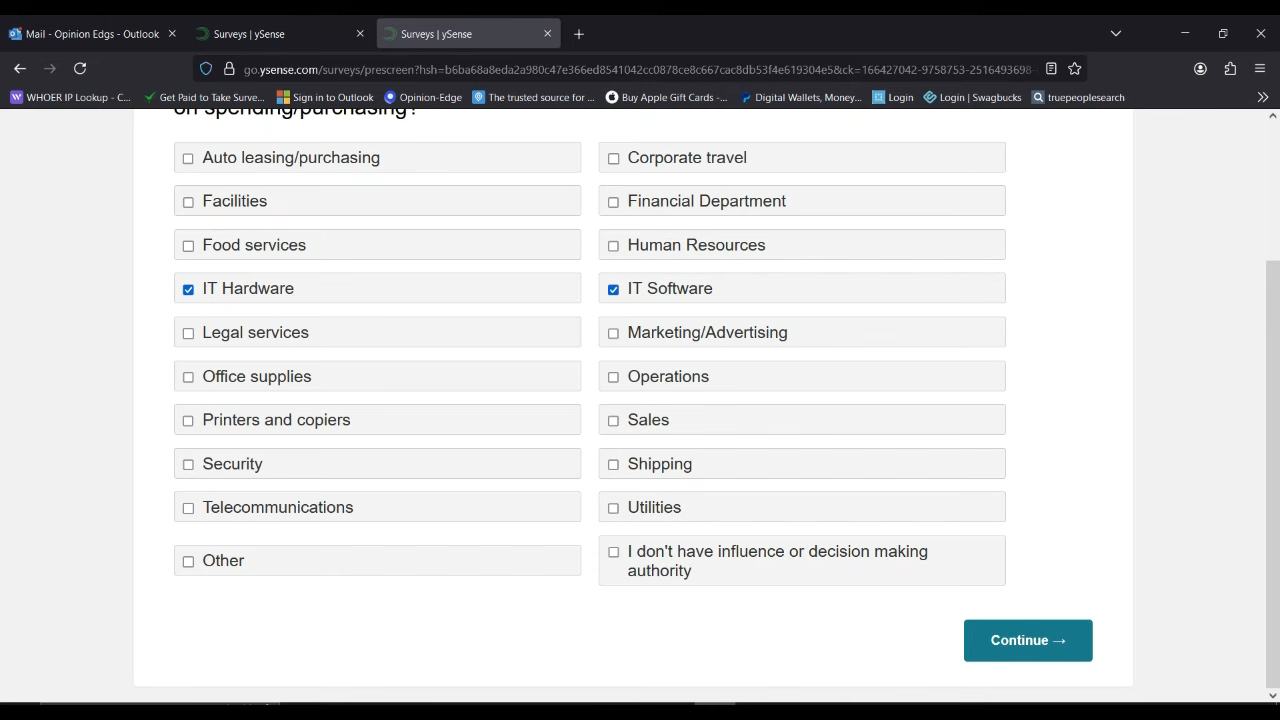 Mail - Opinion Edgs - Outlook
Surveys | ySense
Surveys | ySense
go.ysense.com/surveys/prescreen?hsh=b6ba68a8eda2a980c47e366ed8541042cc0878ce8c667cac8db53f4e619304e5&ck=166427042-9758753-2516493698-
WHOER IP Lookup - C...
Get Paid to Take Surve...
Sign in to Outlook
Opinion-Edge
The trusted source for ...
Buy Apple Gift Cards -...
Digital Wallets, Money...
Login
Login | Swagbucks
truepeoplesearch
on spending/purchasing?
Auto leasing/purchasing
Corporate travel
Facilities
Financial Department
Food services
Human Resources
IT Hardware
IT Software
Legal services
Marketing/Advertising
Office supplies
Operations
Printers and copiers
Sales
Security
Shipping
Telecommunications
Utilities
Other
I don't have influence or decision making
authority
Continue →